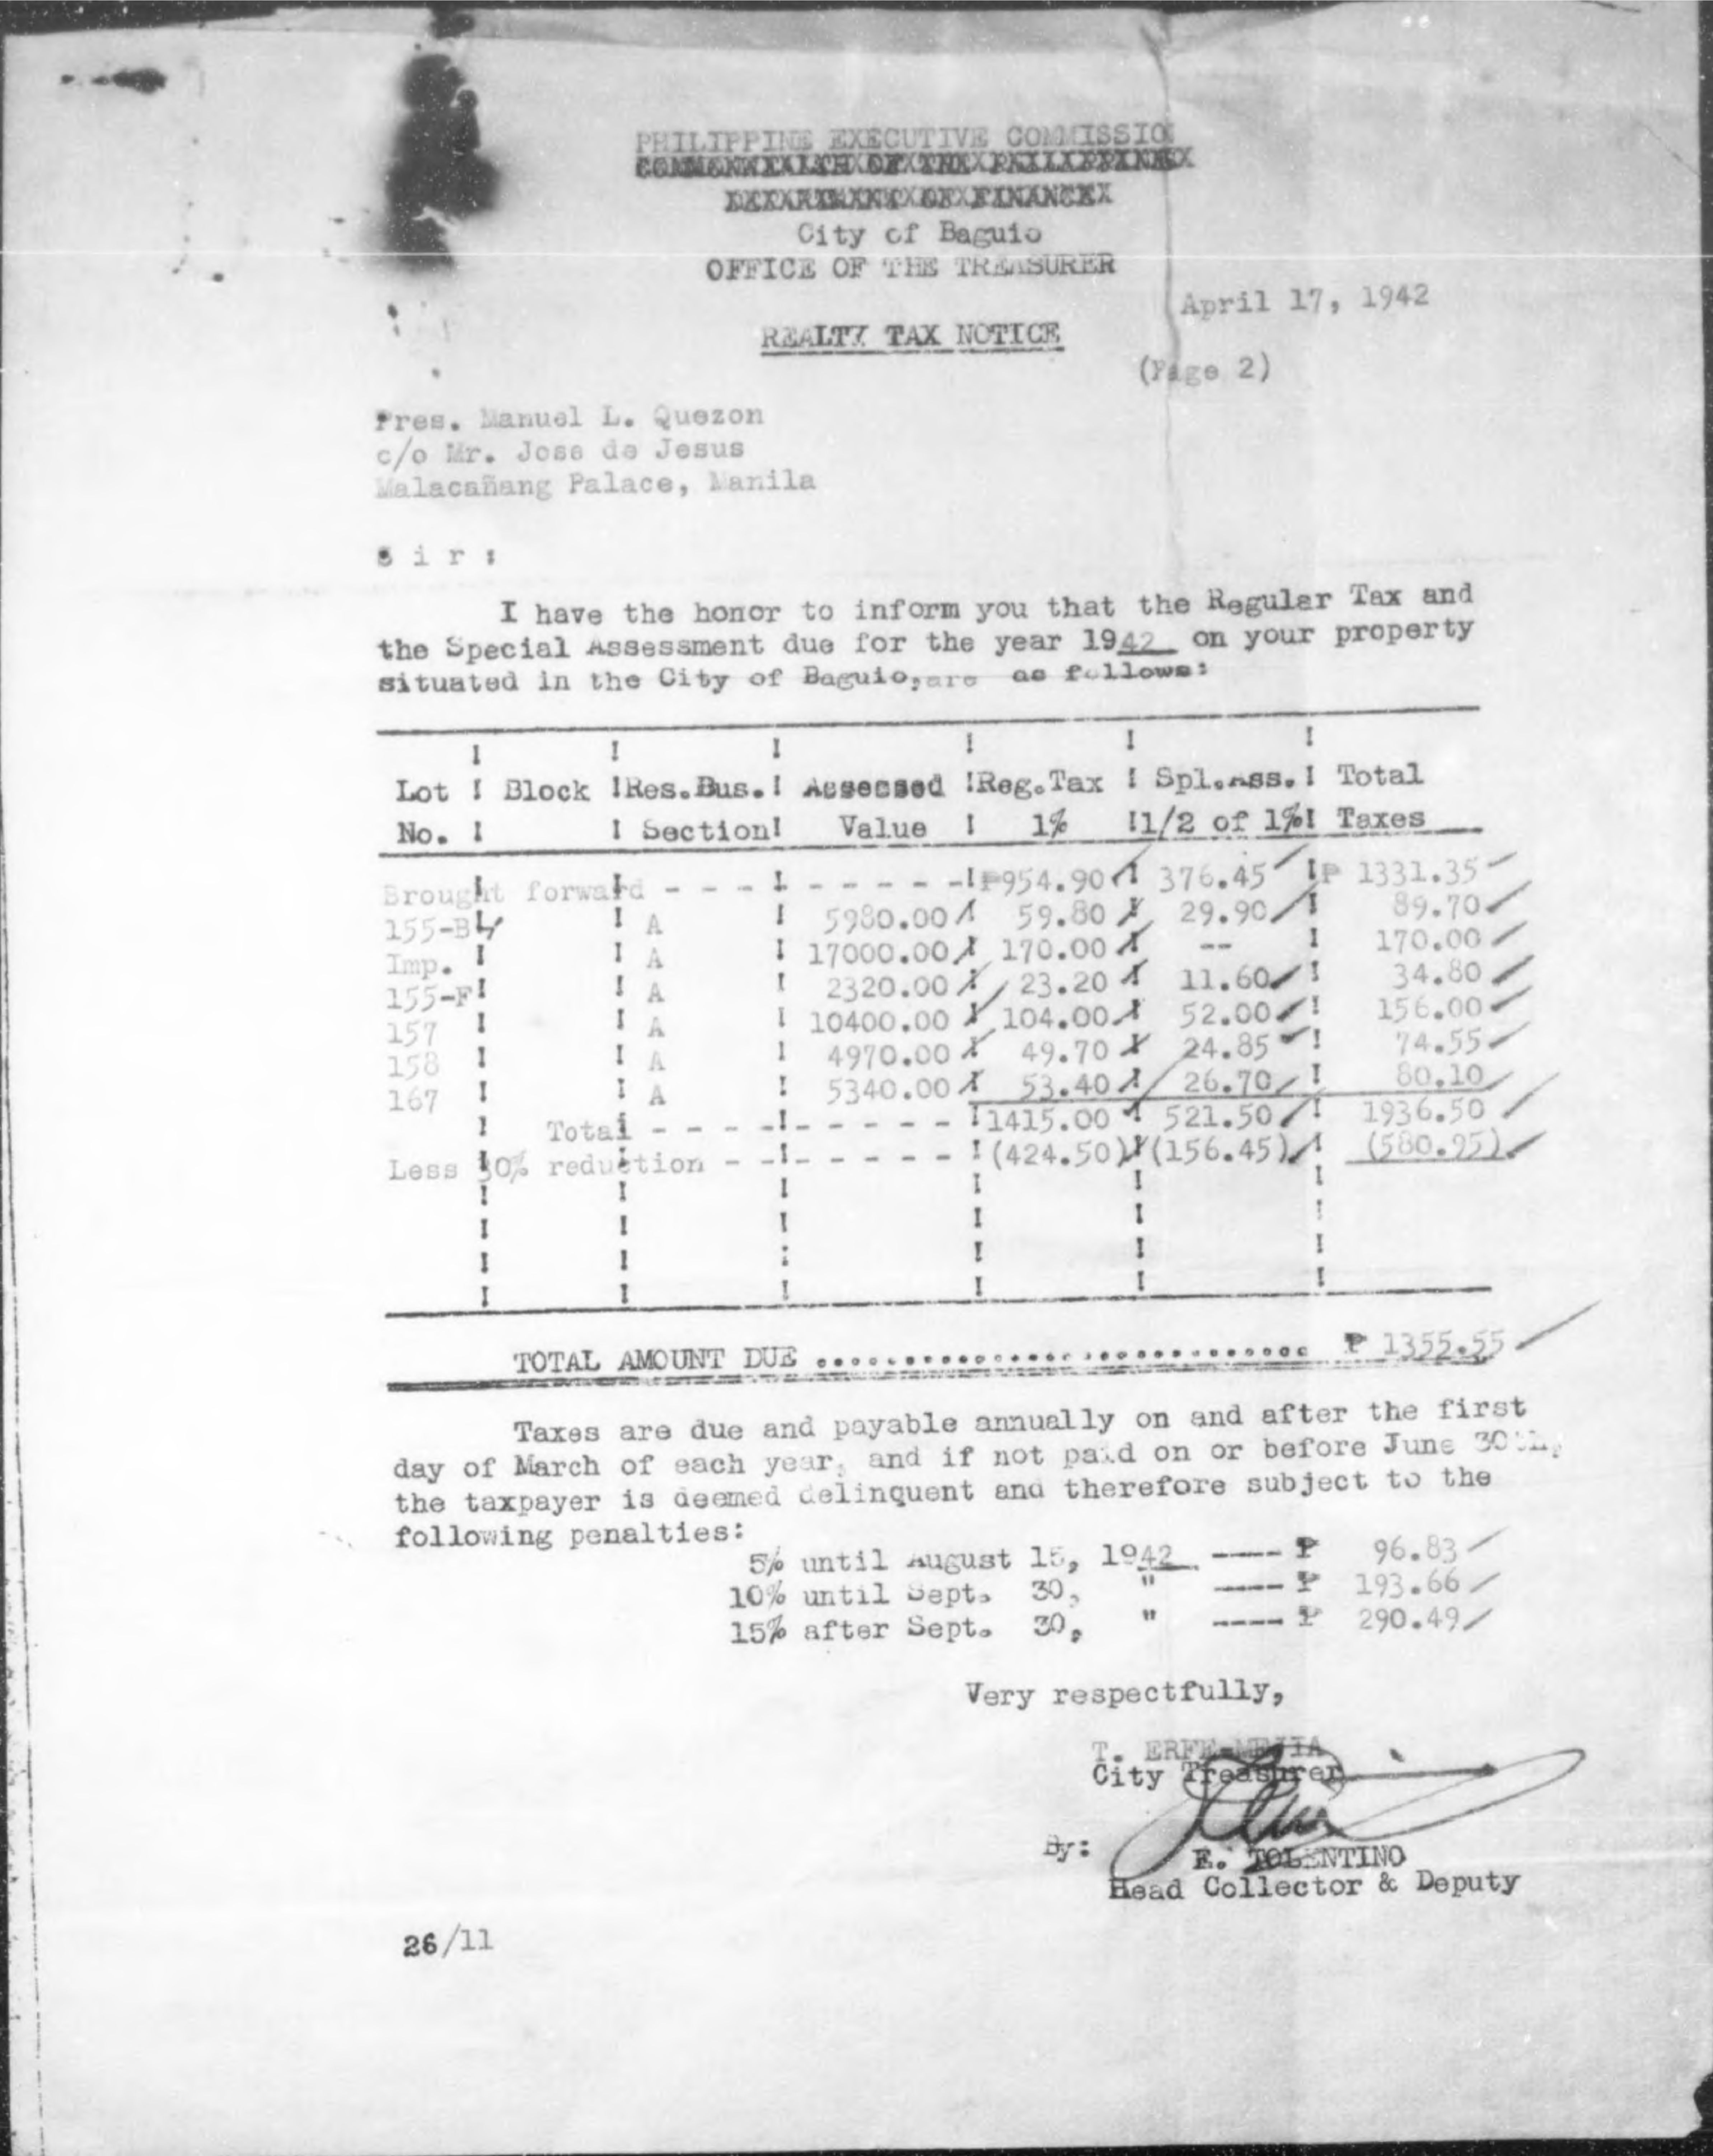 PHILIPPINE EXECUTIVE COMMISSIO
COMMONWEALTH OF THE PHILIPPINES
DEPARTMENT OF FINANCE
City of Baguio
OFFICE OF THE TREASURER
April 17, 1942
REALTY TAX NOTICE
(Page 2)
Pres. Manuel L. Quezon
c/o Mr. Jose de Jesus
Malacañang Palace, Manila
S i r :
I have the honor to inform you that the Regular Tax and
the Special Assessment due for the year 1942 on your property
situated in the City of Baguio, are as follows:
Lot ! Block !Res.Bus.! Assessed !Reg.Tax ! Spl.Ass.! Total
No. ! ! Section! Value ! 1% !1/2 of 1%! Taxes
Brought forward - - - - - - - - - ₱954.90 376.45 ₱ 1331.35
155-B A 5980.00 59.80 29.90 89.70
Imp. A 17000.00 170.00 -- 170.00
155-F A 2320.00 23.20 11.60 34.80
157 A 10400.00 104.00 52.00 156.00
158 A 4970.00 49.70 24.85 74.55
167 A 5340.00 53.40 26.70 80.10
Total - - - - - - - - - 1415.00 521.50 1936.50
Less 30% reduction - - - - - - - (424.50) (156.45) (580.95)
TOTAL AMOUNT DUE .................................. ₱ 1355.55
Taxes are due and payable annually on and after the first
day of March of each year, and if not paid on or before June 30th,
the taxpayer is deemed delinquent and therefore subject to the
following penalties:
5% until August 15, 1942 ---- ₱ 96.83
10% until Sept. 30, " ---- ₱ 193.66
15% after Sept. 30, " ---- ₱ 290.49
Very respectfully,
T. ERFE-MEJIA
City Treasurer
By:
E. TOLENTINO
Head Collector & Deputy
26/11